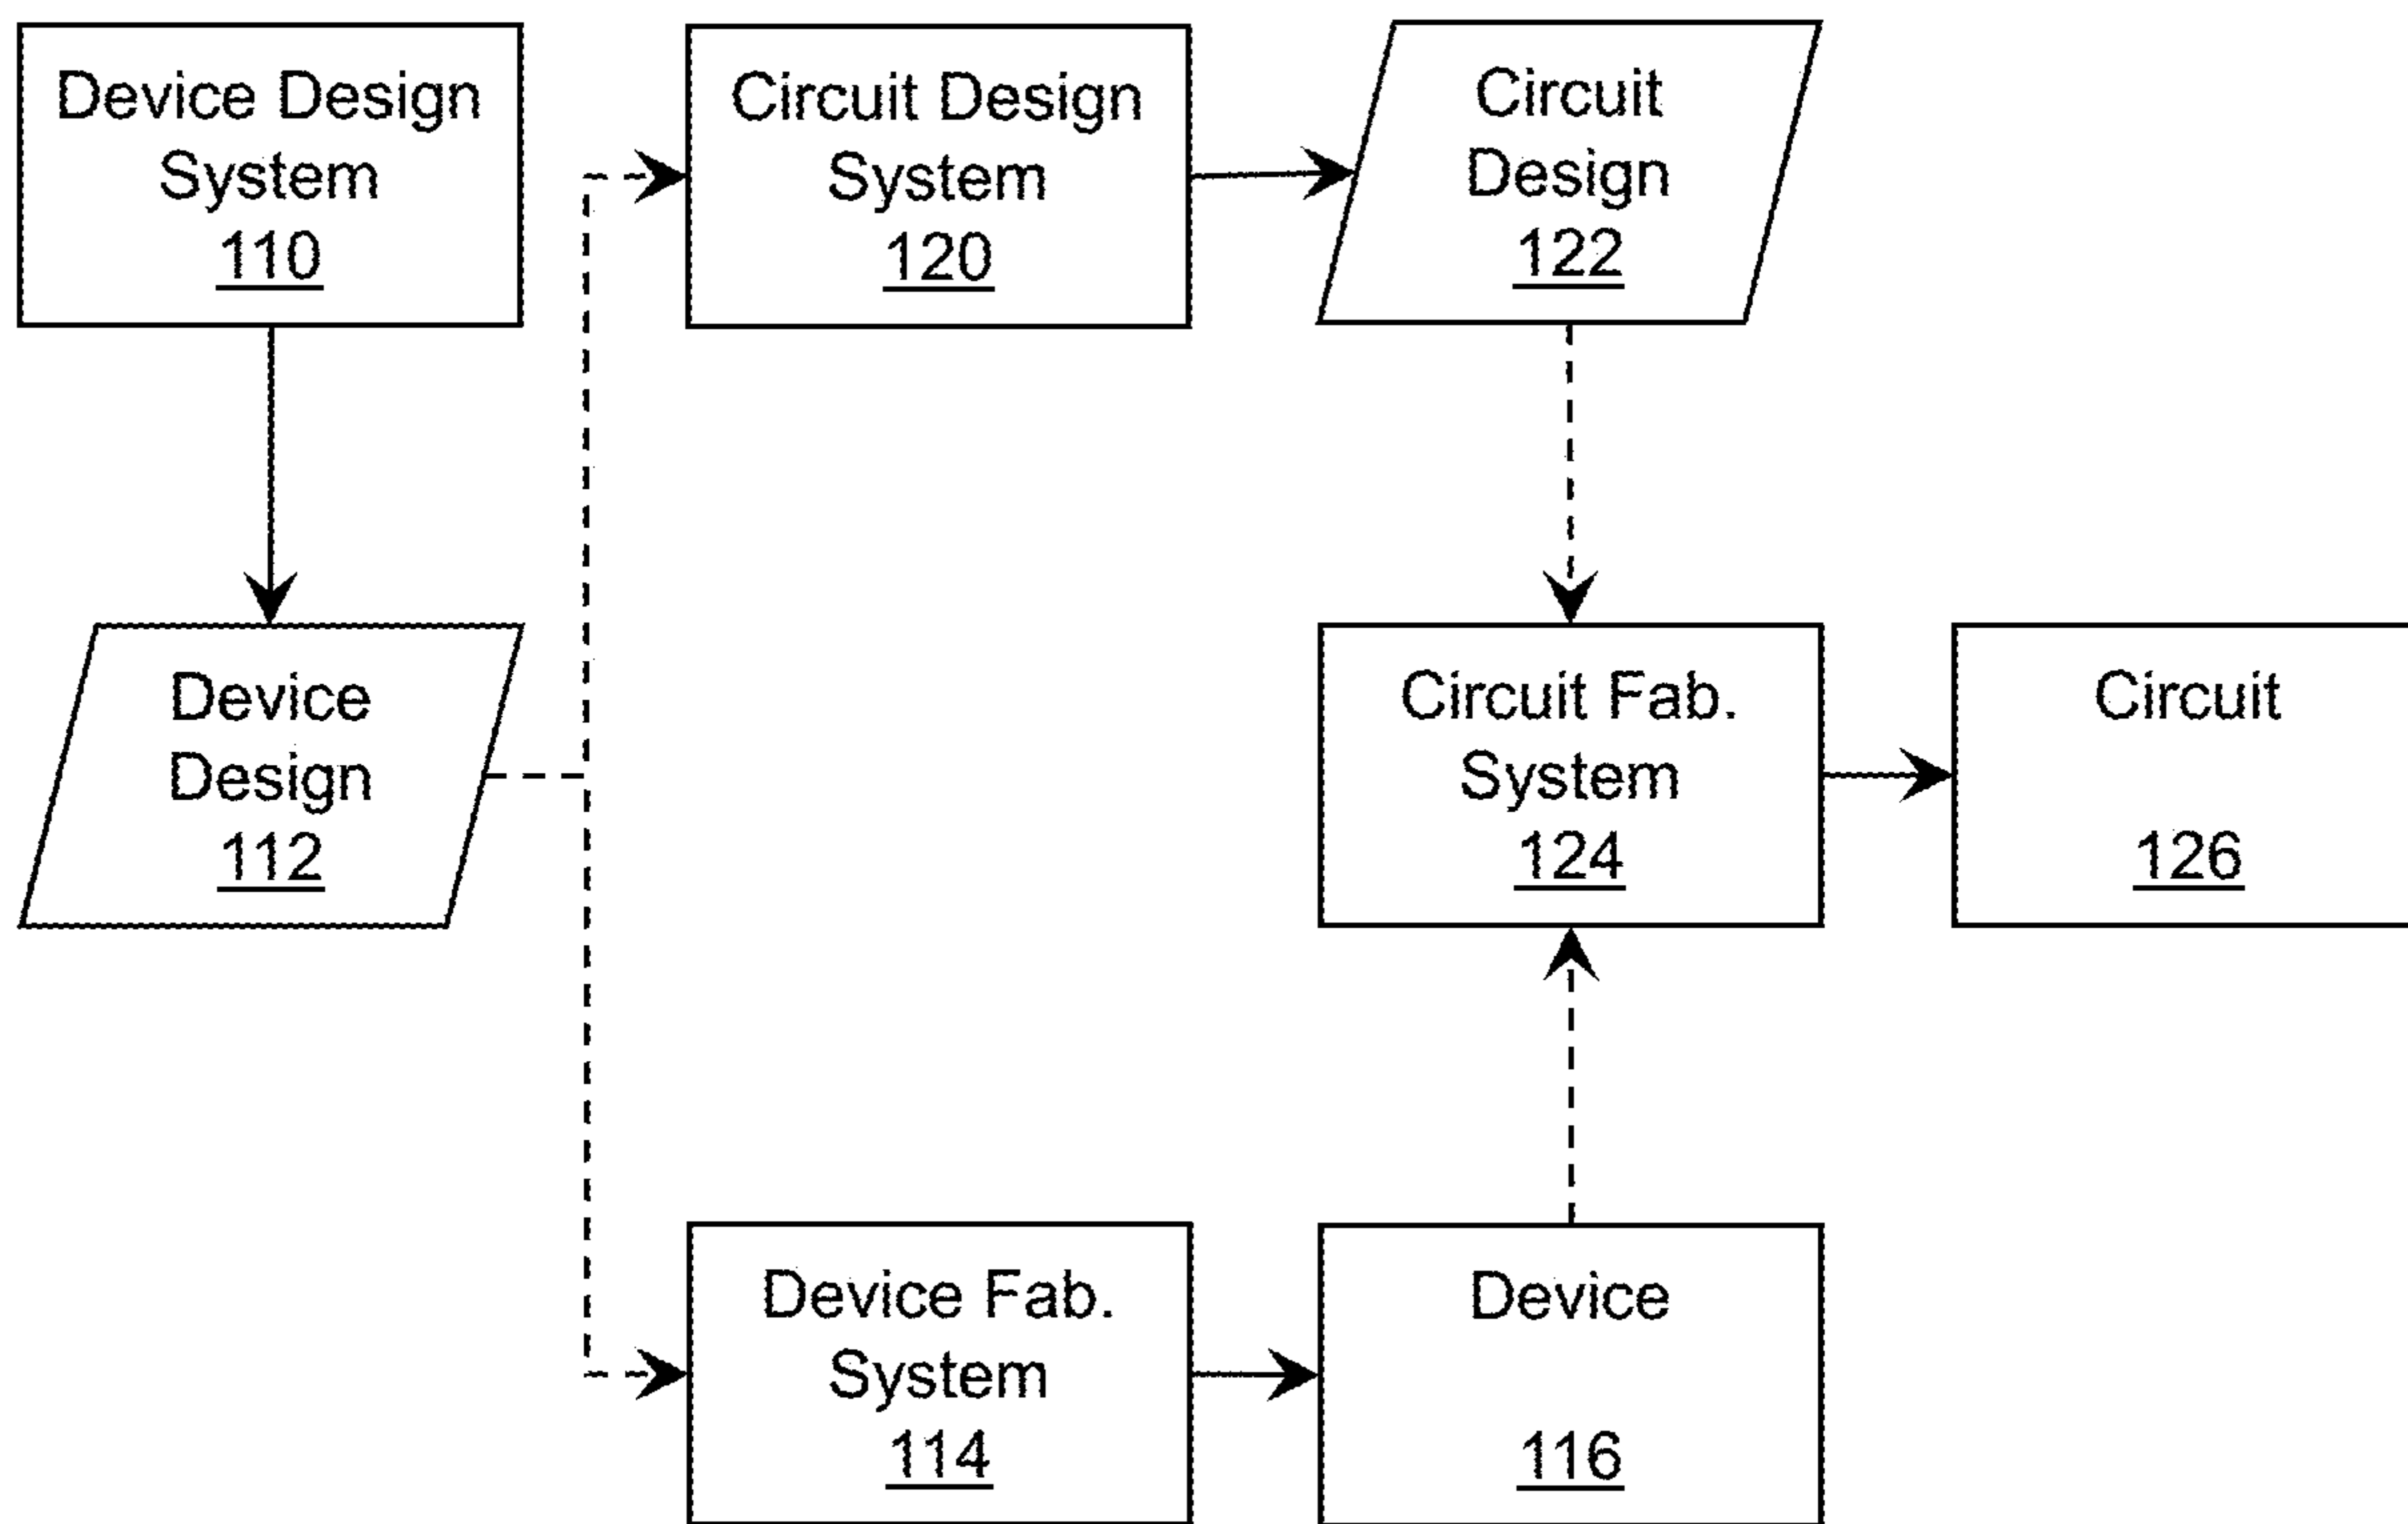 Device Design
System
110
Circuit Design
System
120
Circuit
Design
122
Device
Design
112
Circuit Fab.
System
124
Circuit
126
Device Fab.
System
114
Device
116